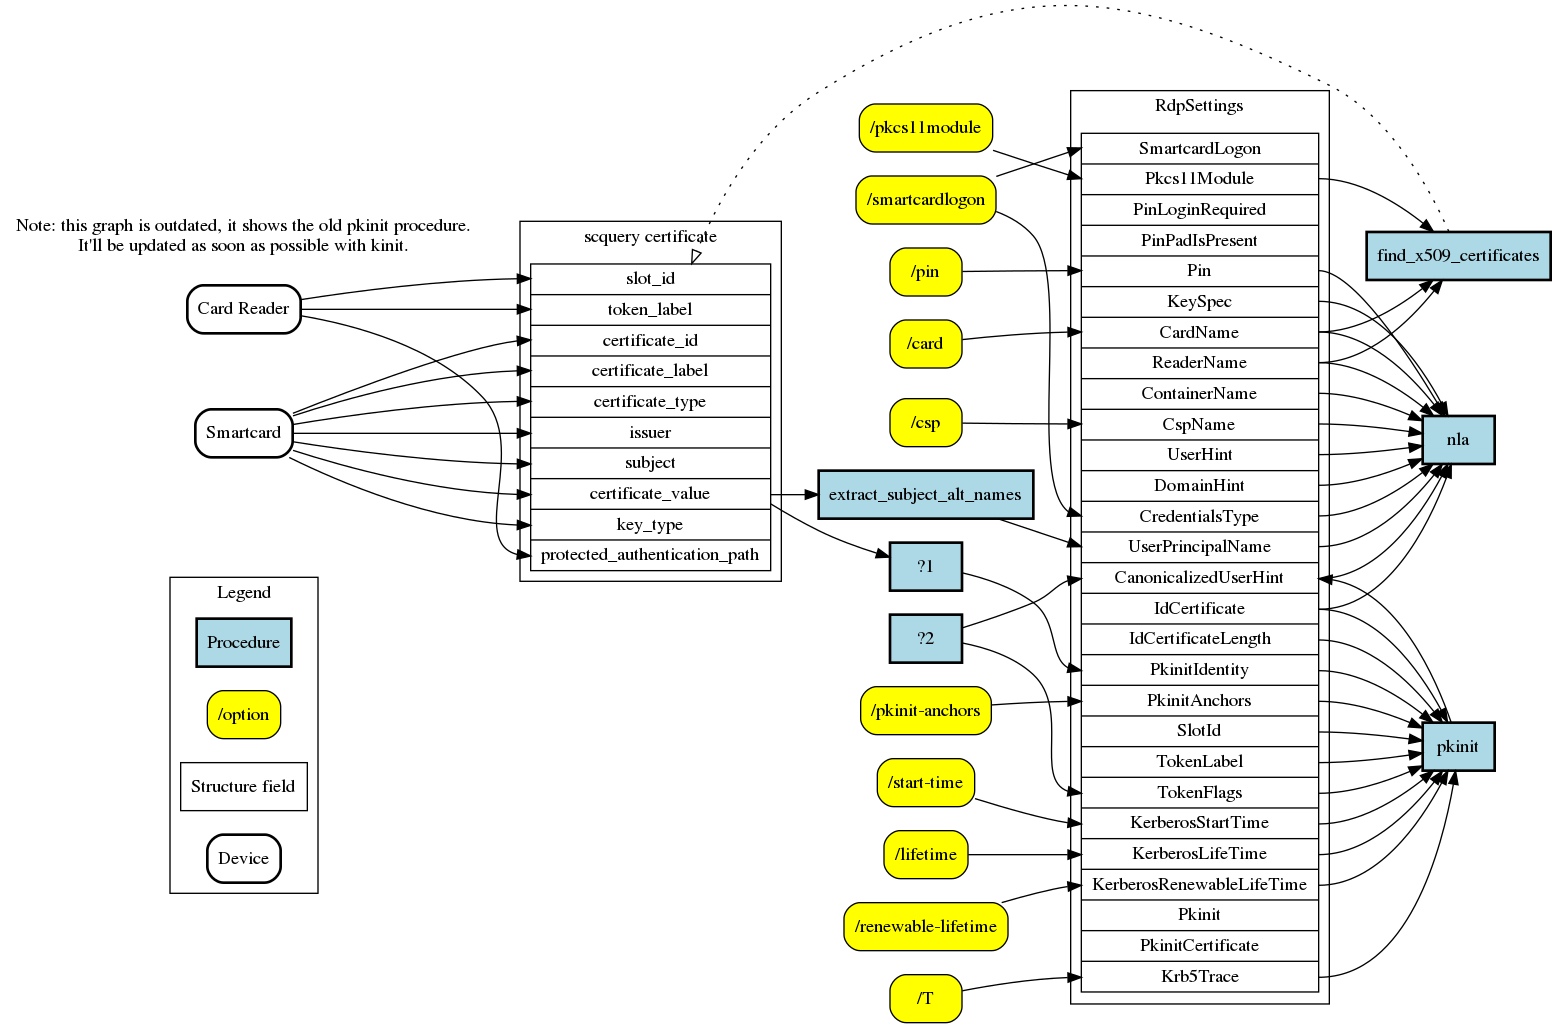 Note: this graph is outdated, it shows the old pkinit procedure.
It'll be updated as soon as possible with kinit.
Card Reader
Smartcard
Legend
Procedure
/option
Structure field
Device
scquery certificate
slot_id
token_label
certificate_id
certificate_label
certificate_type
issuer
subject
certificate_value
key_type
protected_authentication_path
/pkcs11module
/smartcardlogon
/pin
/card
/csp
extract_subject_alt_names
?1
?2
/pkinit-anchors
/start-time
/lifetime
/renewable-lifetime
/T
RdpSettings
SmartcardLogon
Pkcs11Module
PinLoginRequired
PinPadIsPresent
Pin
KeySpec
CardName
ReaderName
ContainerName
CspName
UserHint
DomainHint
CredentialsType
UserPrincipalName
CanonicalizedUserHint
IdCertificate
IdCertificateLength
PkinitIdentity
PkinitAnchors
SlotId
TokenLabel
TokenFlags
KerberosStartTime
KerberosLifeTime
KerberosRenewableLifeTime
Pkinit
PkinitCertificate
Krb5Trace
find_x509_certificates
nla
pkinit